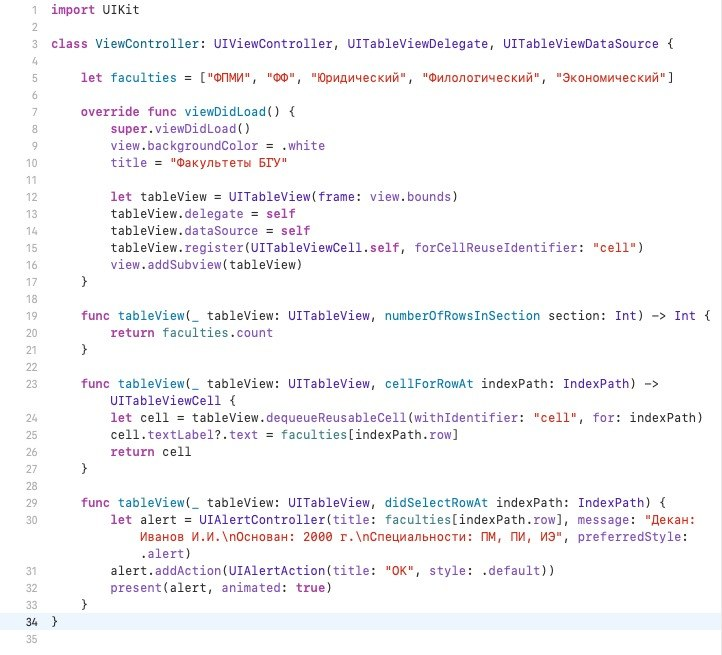 1 import UIKit
2
3 class ViewController: UIViewController, UITableViewDelegate, UITableViewDataSource {
4
5     let faculties = ["ФПМИ", "ФФ", "Юридический", "Филологический", "Экономический"]
6
7     override func viewDidLoad() {
8         super.viewDidLoad()
9         view.backgroundColor = .white
10         title = "Факультеты БГУ"
11
12         let tableView = UITableView(frame: view.bounds)
13         tableView.delegate = self
14         tableView.dataSource = self
15         tableView.register(UITableViewCell.self, forCellReuseIdentifier: "cell")
16         view.addSubview(tableView)
17     }
18
19     func tableView(_ tableView: UITableView, numberOfRowsInSection section: Int) -> Int {
20         return faculties.count
21     }
22
23     func tableView(_ tableView: UITableView, cellForRowAt indexPath: IndexPath) ->
        UITableViewCell {
24         let cell = tableView.dequeueReusableCell(withIdentifier: "cell", for: indexPath)
25         cell.textLabel?.text = faculties[indexPath.row]
26         return cell
27     }
28
29     func tableView(_ tableView: UITableView, didSelectRowAt indexPath: IndexPath) {
30         let alert = UIAlertController(title: faculties[indexPath.row], message: "Декан:
            Иванов И.И.\nОснован: 2000 г.\nСпециальности: ПМ, ПИ, ИЭ", preferredStyle:
            .alert)
31         alert.addAction(UIAlertAction(title: "OK", style: .default))
32         present(alert, animated: true)
33     }
34 }
35